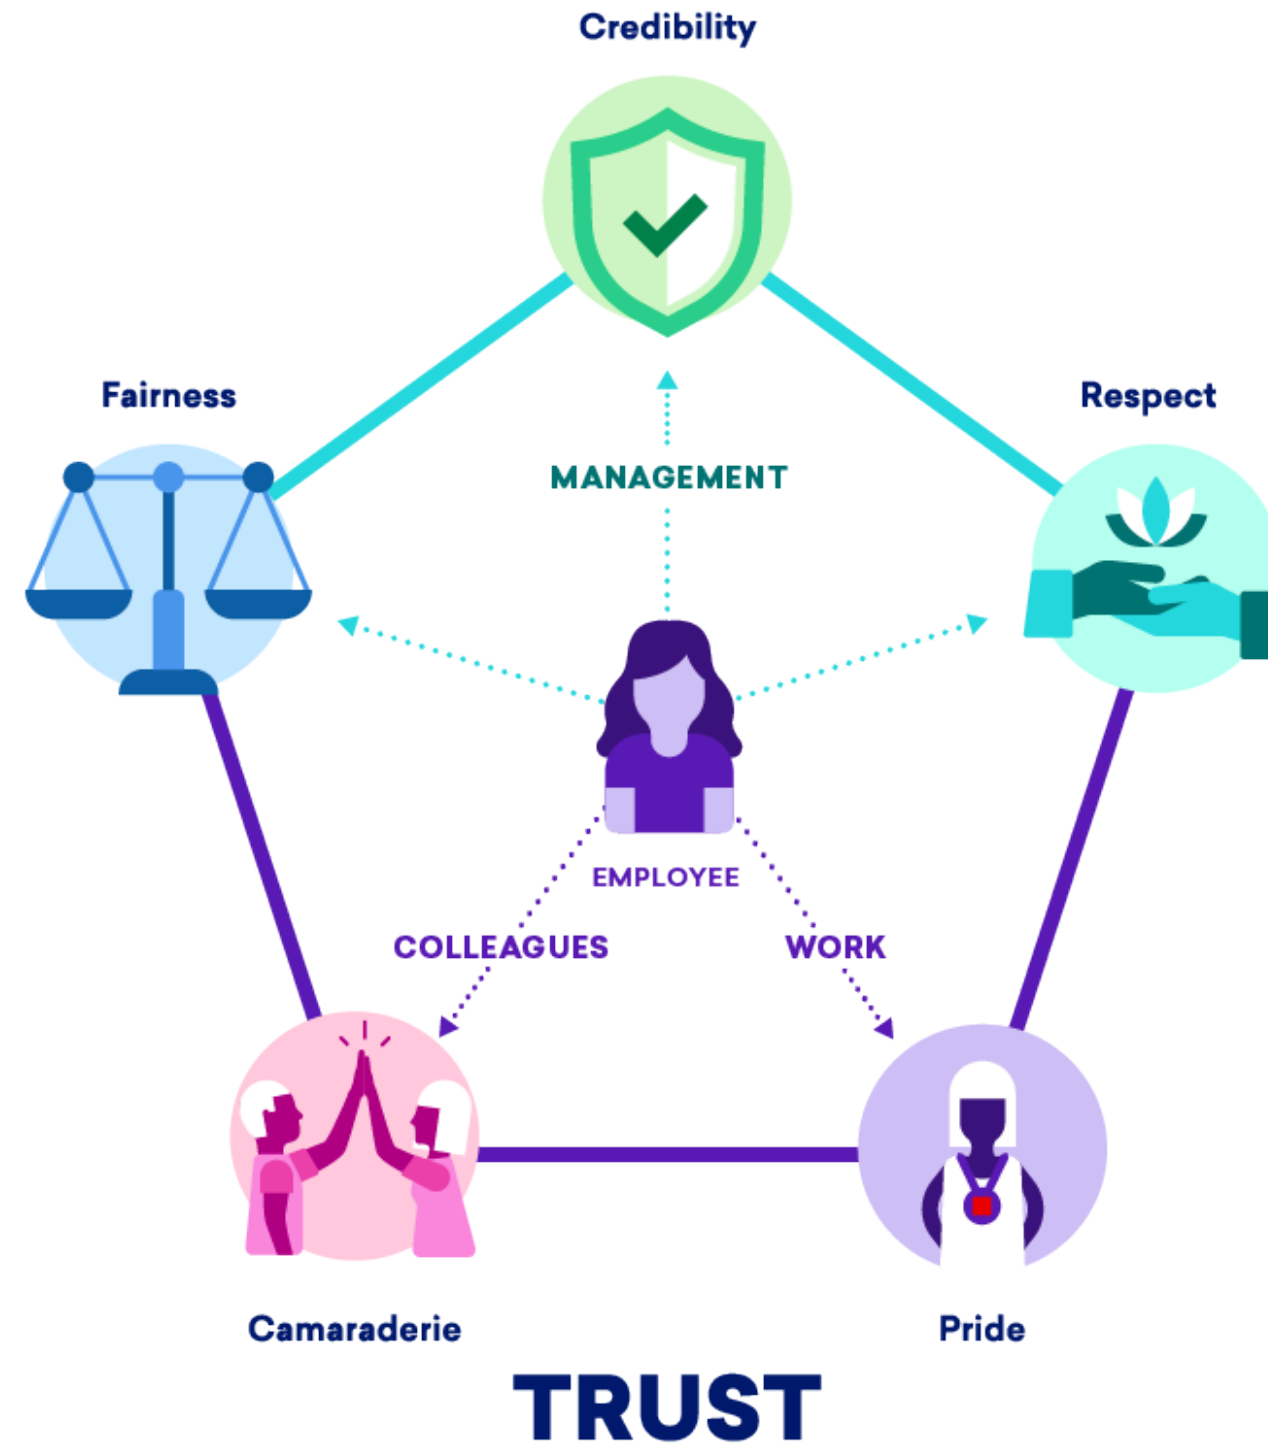 Credibility
Fairness
Respect
MANAGEMENT
EMPLOYEE
COLLEAGUES
WORK
Camaraderie
Pride
TRUST